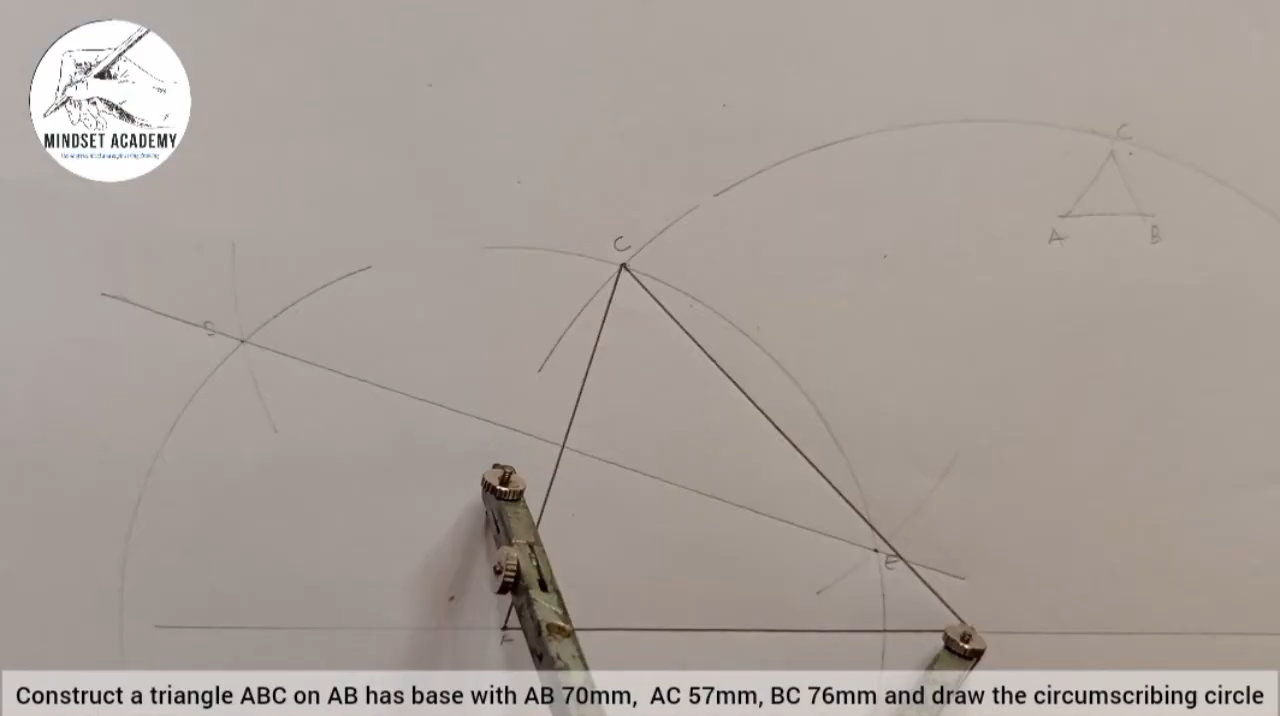 MINDSET ACADEMY
C
A B
C
S
E
Construct a triangle ABC on AB has base with AB 70mm, AC 57mm, BC 76mm and draw the circumscribing circle